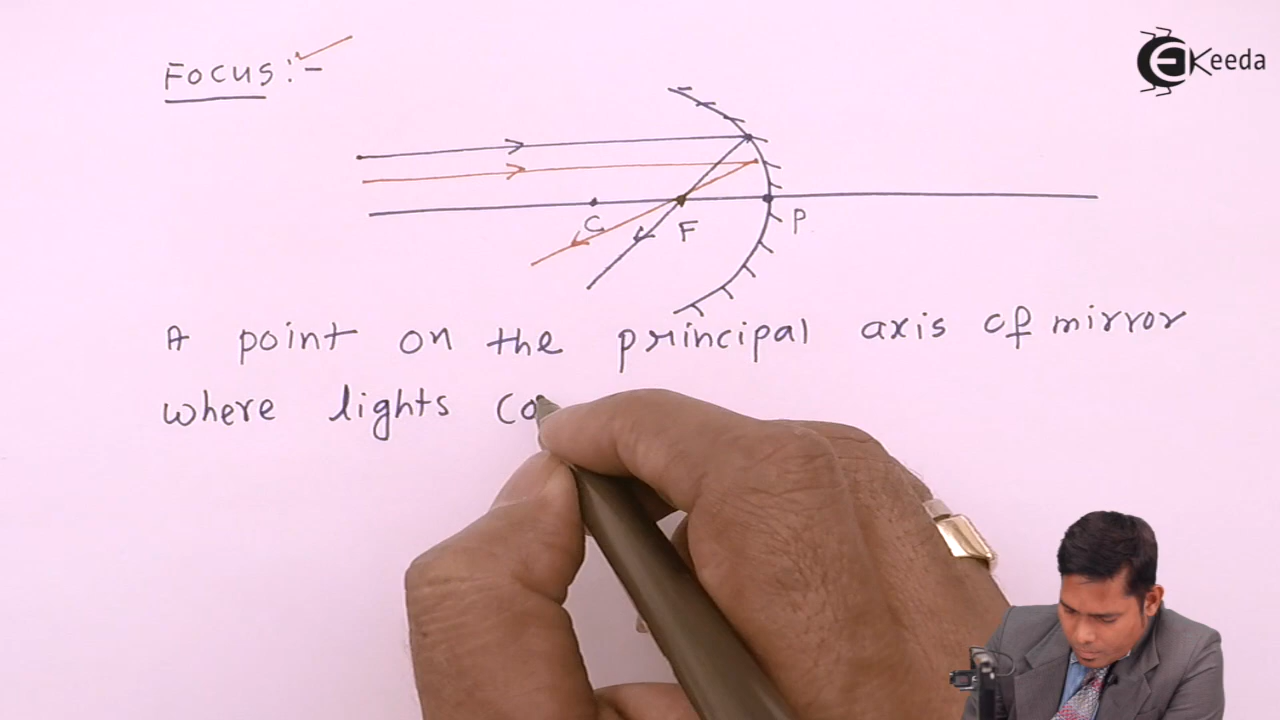 Focus:-
EKeeda
C
F
P
A point on the principal axis of mirror
where lights co